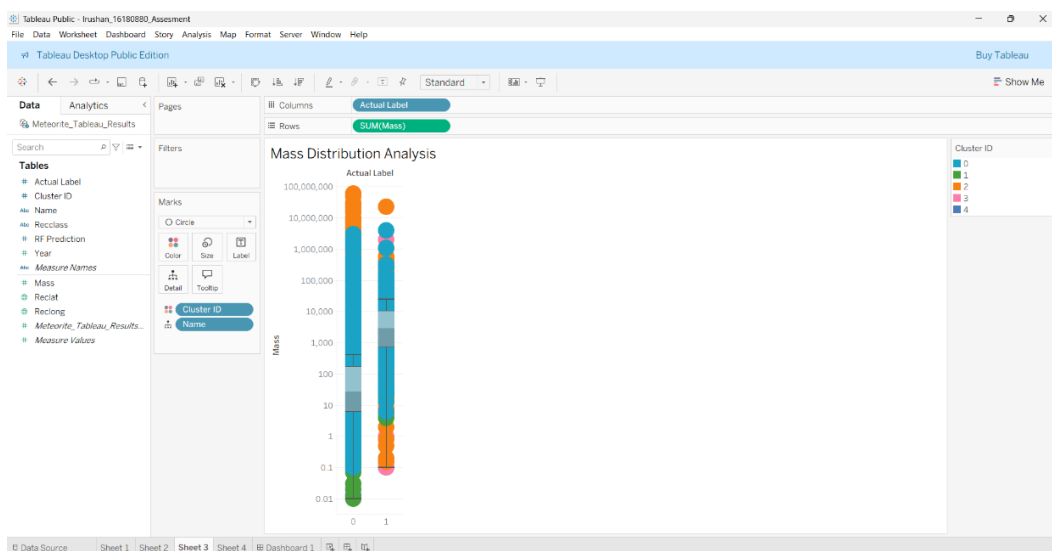 Tableau Public - Irushan_16180880_Assesment
File Data Worksheet Dashboard Story Analysis Map Format Server Window Help
Tableau Desktop Public Edition
Buy Tableau
Standard
Show Me
Data Analytics
Meteorite_Tableau_Results
Search
Tables
# Actual Label
# Cluster ID
Abc Name
Abc Recclass
# RF Prediction
# Year
Abc Measure Names
# Mass
Reclat
Reclong
# Meteorite_Tableau_Results...
# Measure Values
Pages
Filters
Marks
Circle
Color Size Label
Detail Tooltip
Cluster ID
Name
Columns Actual Label
Rows SUM(Mass)
Mass Distribution Analysis
Actual Label
100,000,000
10,000,000
1,000,000
100,000
10,000
1,000
100
10
1
0.1
0.01
Mass
0 1
Cluster ID
0
1
2
3
4
Data Source Sheet 1 Sheet 2 Sheet 3 Sheet 4 Dashboard 1